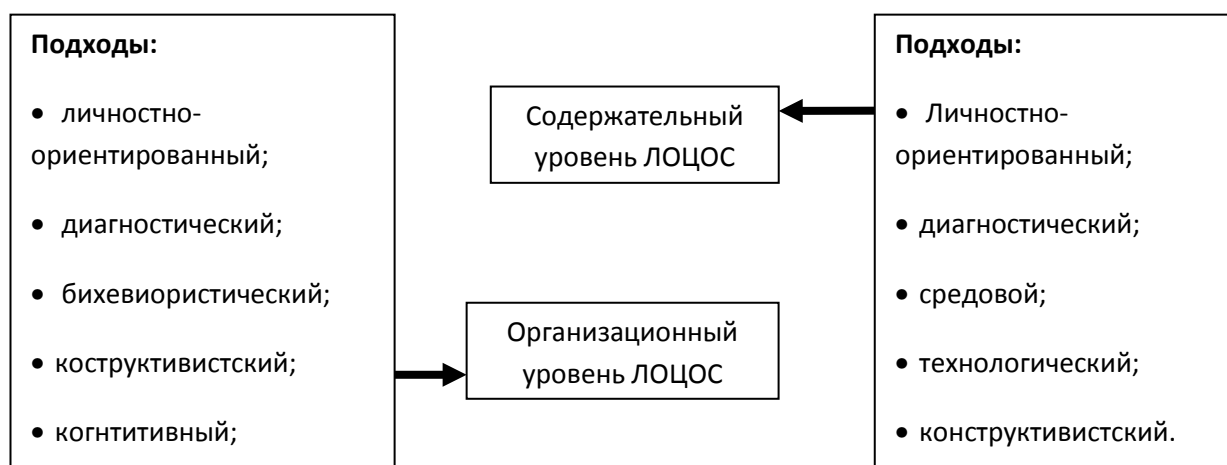 Подходы:
• личностно-
ориентированный;
• диагностический;
• бихевиористический;
• коструктивистский;
• когнтитивный;
Содержательный
уровень ЛОЦОС
Организационный
уровень ЛОЦОС
Подходы:
• Личностно-
ориентированный;
• диагностический;
• средовой;
• технологический;
• конструктивистский.